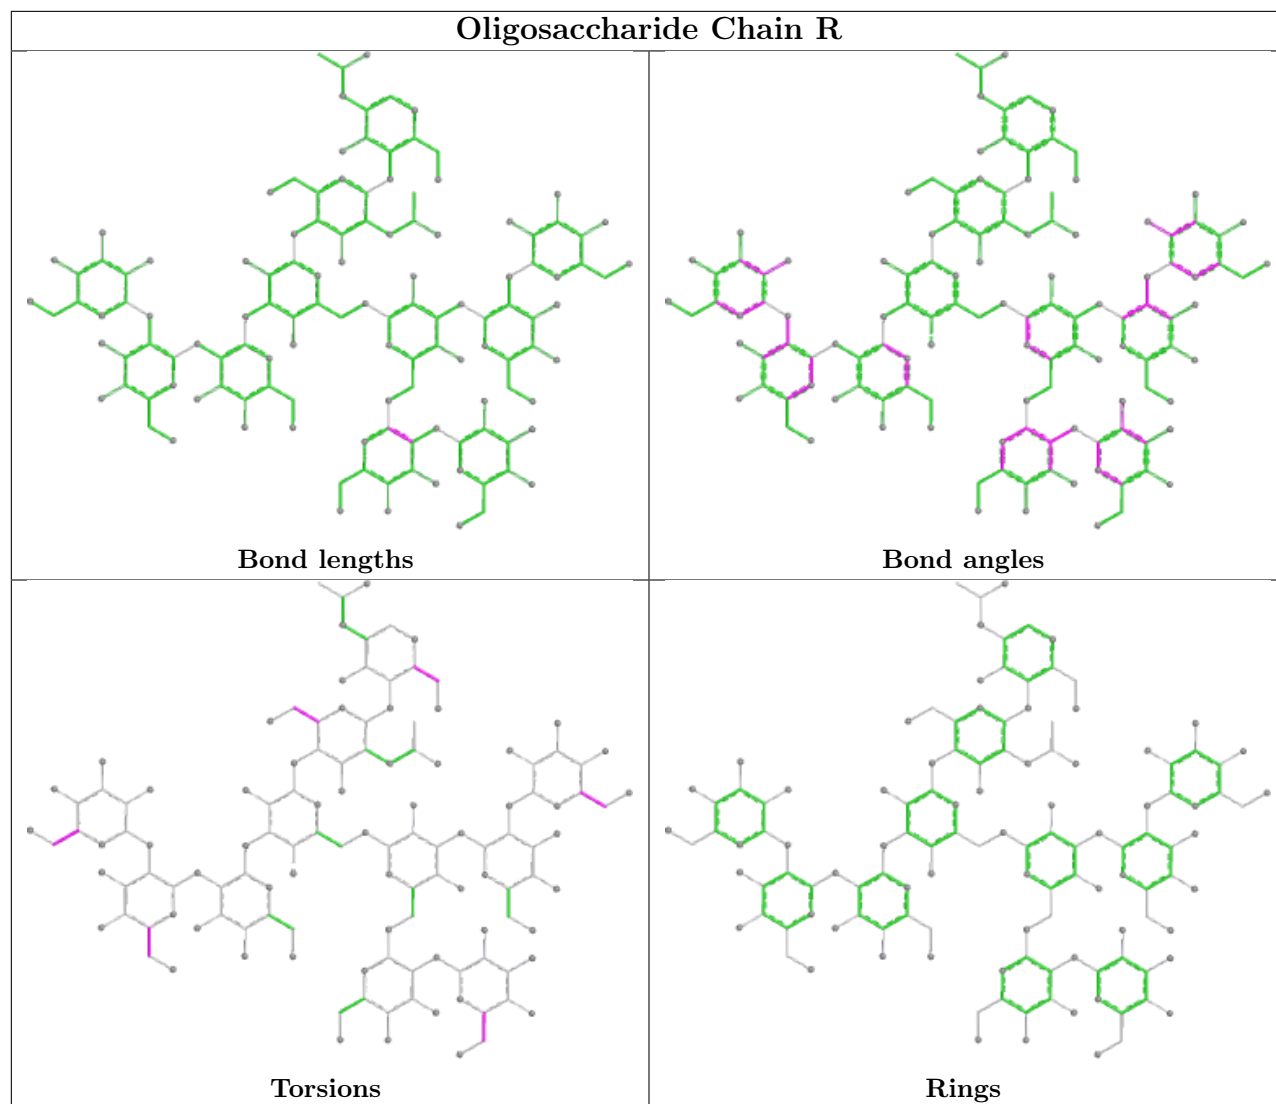 Oligosaccharide Chain R
Bond lengths
Bond angles
Torsions
Rings